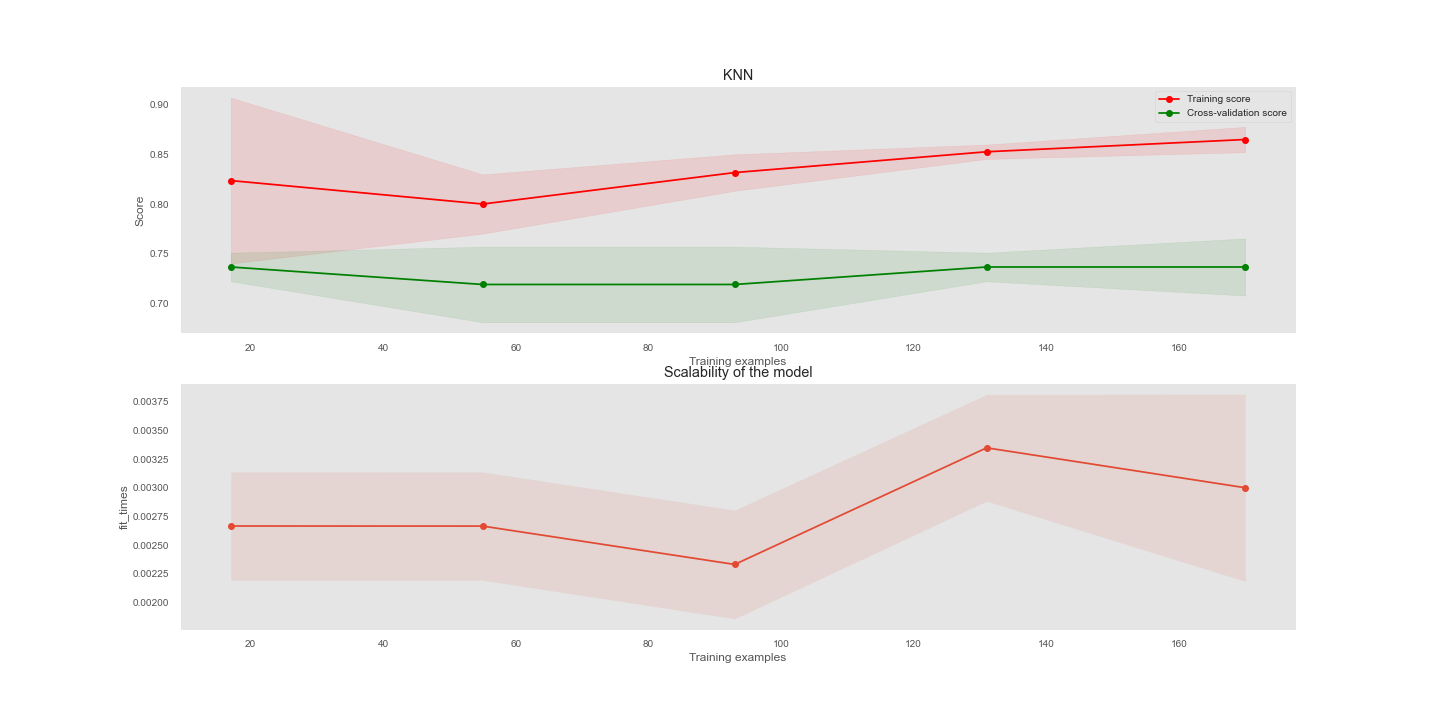 KNN
Training score
Cross-validation score
0.90
0.85
0.80
0.75
0.70
Score
20 40 60 80 100 120 140 160
Training examples
Scalability of the model
0.00375
0.00350
0.00325
0.00300
0.00275
0.00250
0.00225
0.00200
fit_times
20 40 60 80 100 120 140 160
Training examples